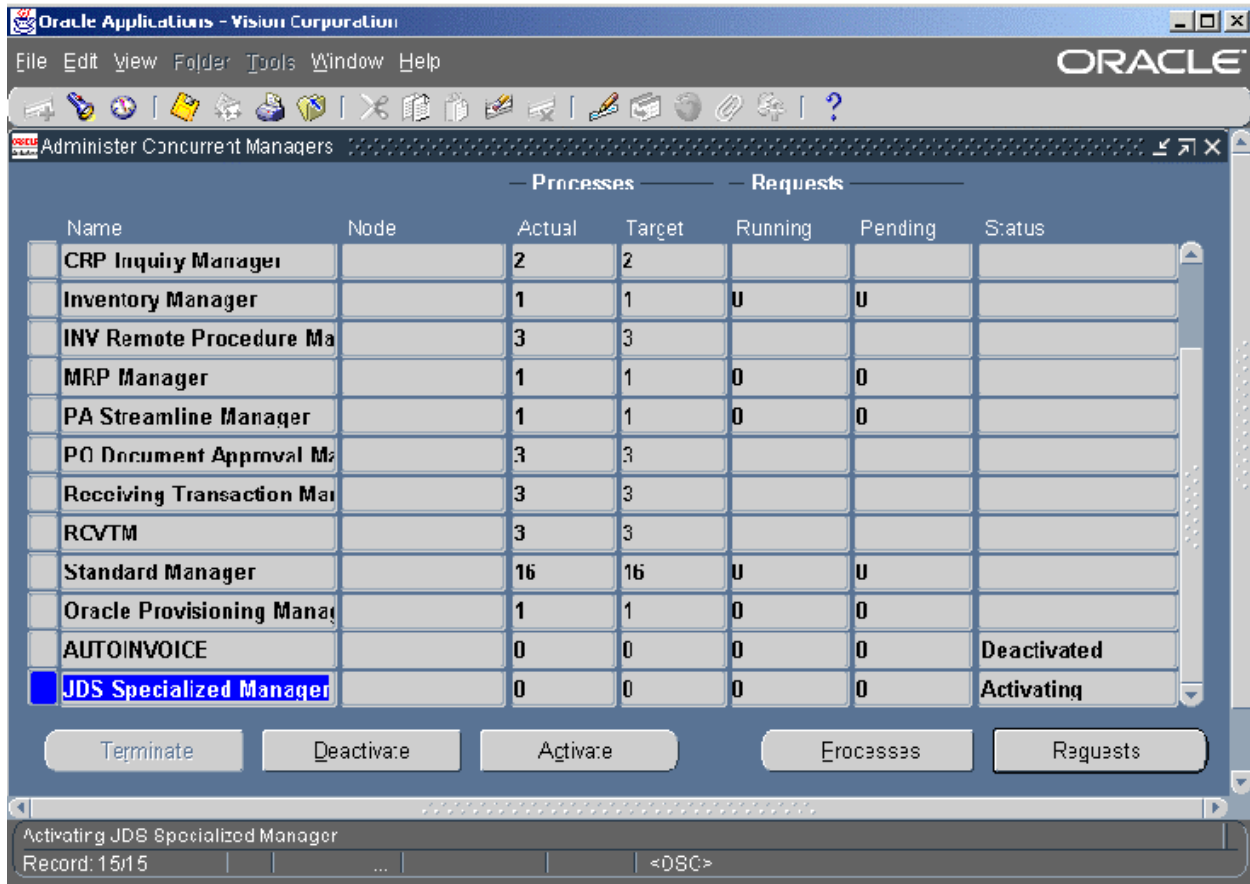 Oracle Applications - Vision Corporation
File Edit View Folder Tools Window Help
ORACLE
Administer Concurrent Managers
Processes Requests
Name Node Actual Target Running Pending Status
CRP Inquiry Manager 2 2
Inventory Manager 1 1 0 0
INV Remote Procedure Ma 3 3
MRP Manager 1 1 0 0
PA Streamline Manager 1 1 0 0
PO Document Approval Ma 3 3
Receiving Transaction Man 3 3
RCVTM 3 3
Standard Manager 16 16 0 0
Oracle Provisioning Manag 1 1 0 0
AUTOINVOICE 0 0 0 0 Deactivated
JDS Specialized Manager 0 0 0 0 Activating
Terminate Deactivate Activate Processes Requests
Activating JDS Specialized Manager
Record: 15/15 ... <OSC>